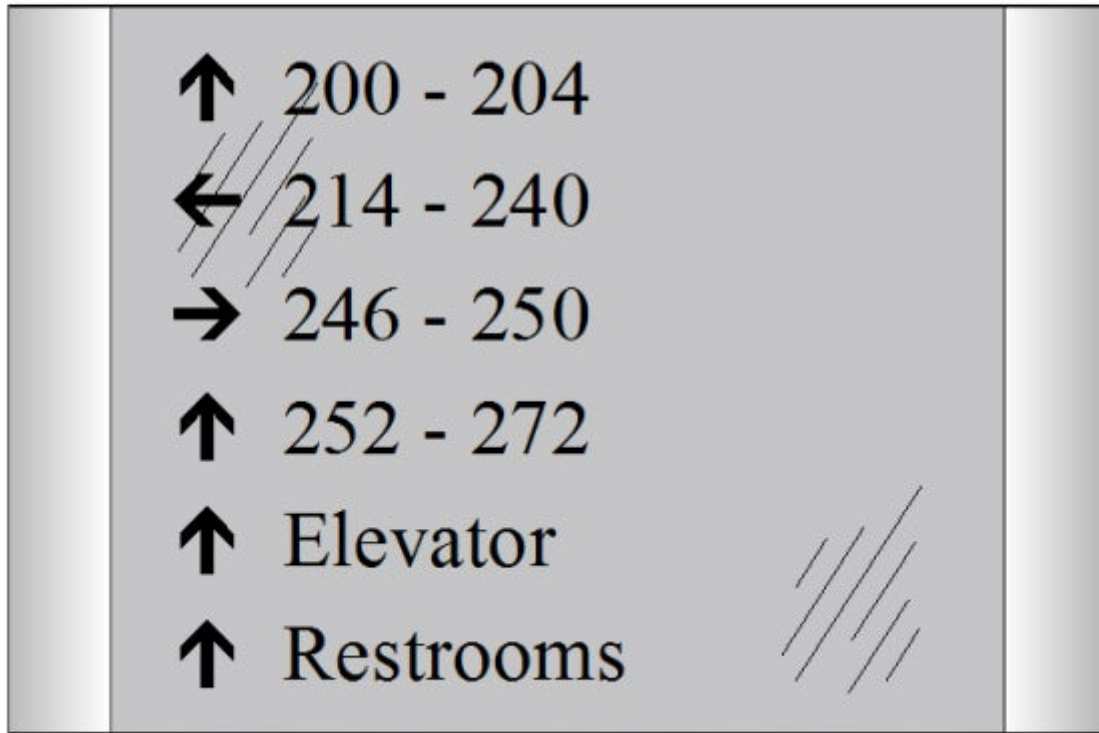 ↑ 200 - 204
← 214 - 240
→ 246 - 250
↑ 252 - 272
↑ Elevator
↑ Restrooms